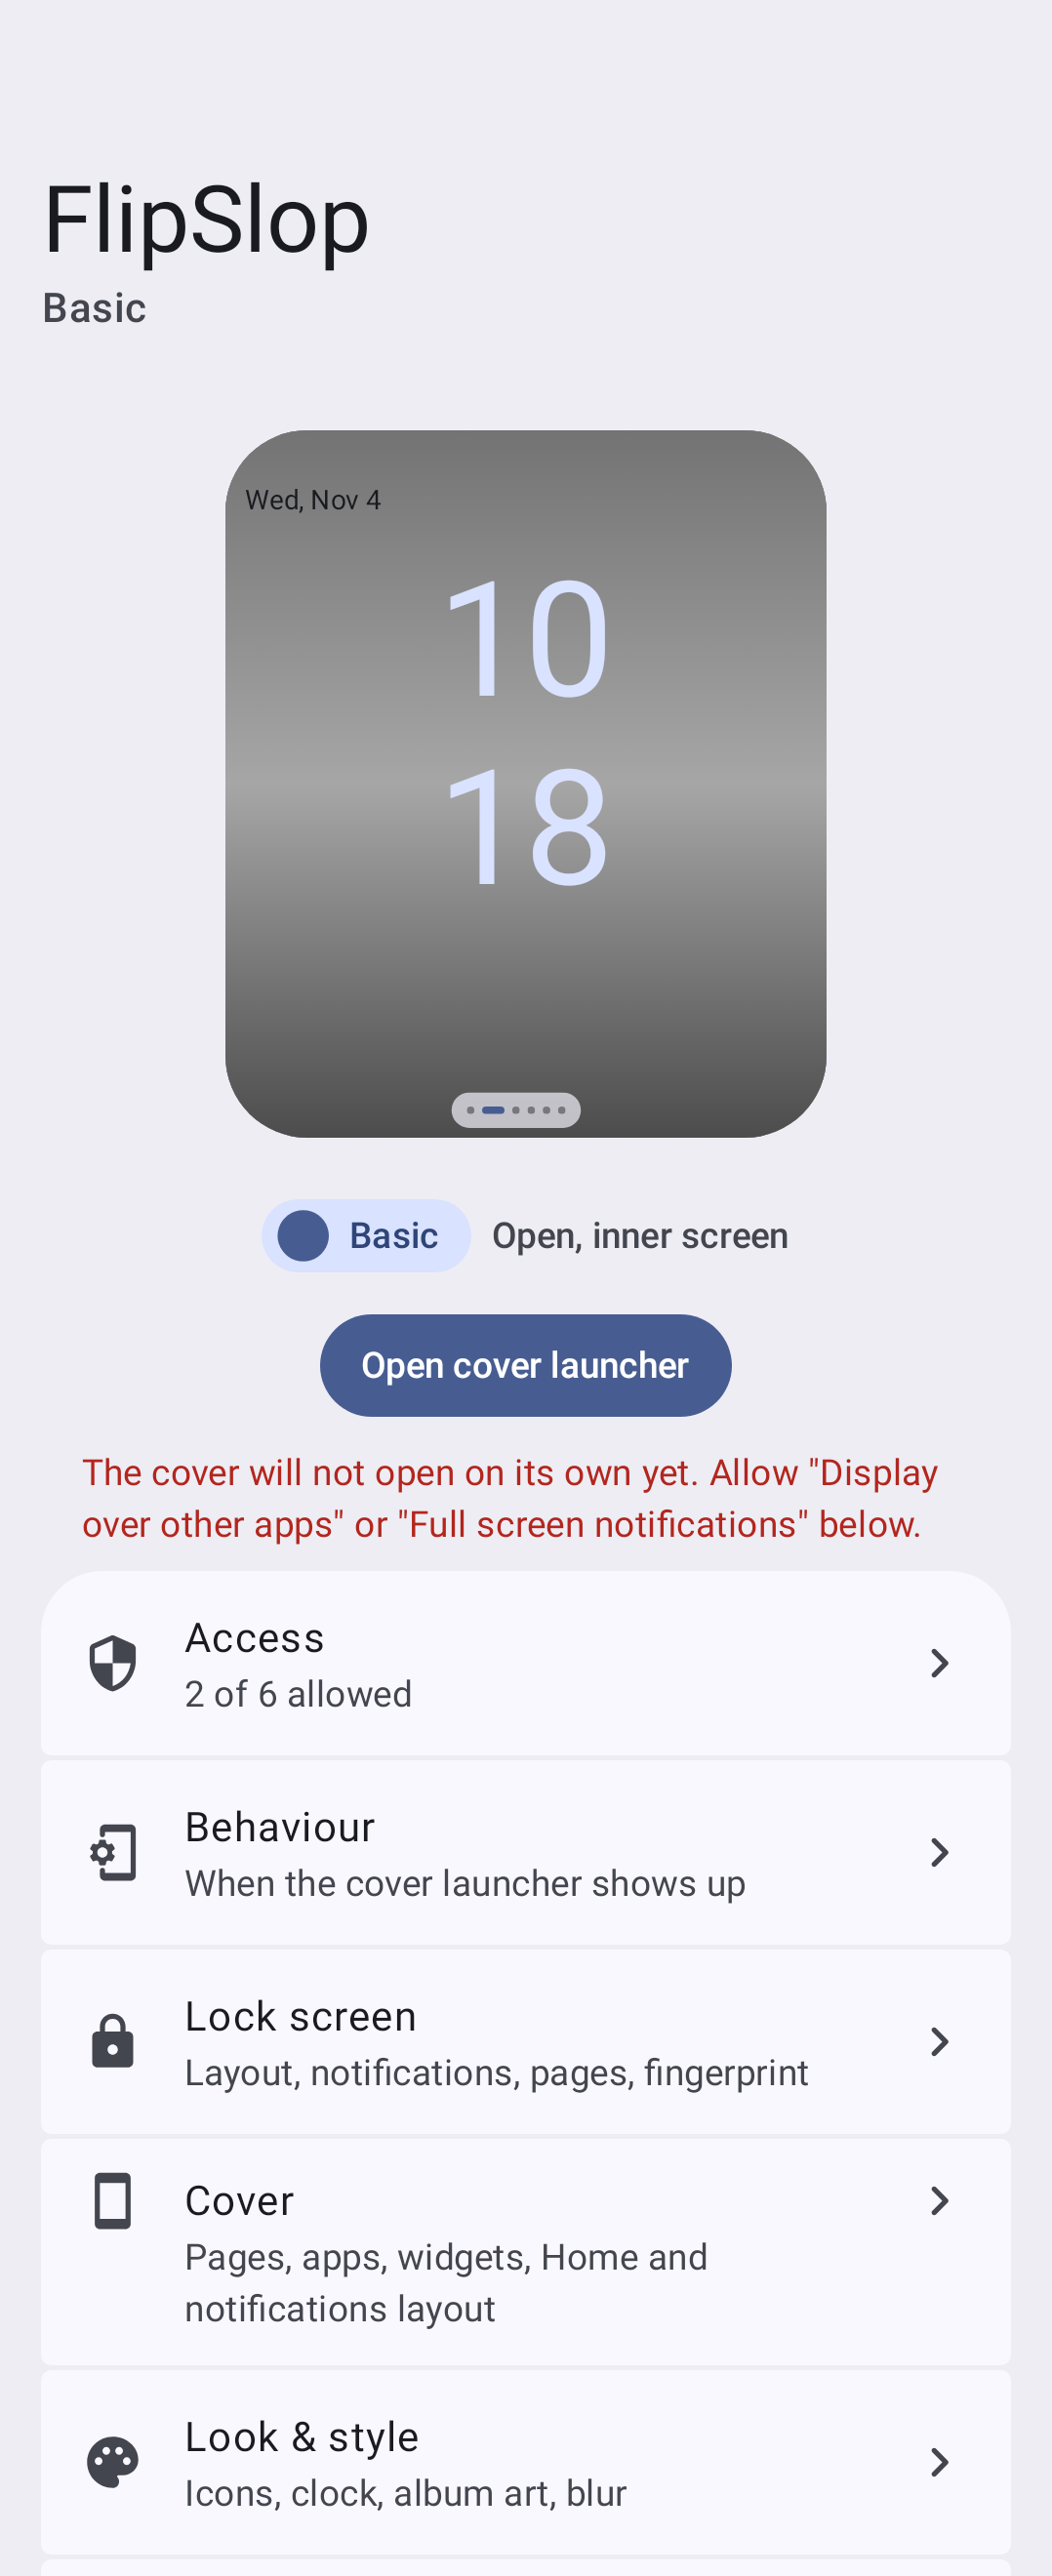 FlipSlop
Basic
Wed, Nov 4
10
18
Basic
Open, inner screen
Open cover launcher
The cover will not open on its own yet. Allow "Display
over other apps" or "Full screen notifications" below.
Access
2 of 6 allowed
Behaviour
When the cover launcher shows up
Lock screen
Layout, notifications, pages, fingerprint
Cover
Pages, apps, widgets, Home and
notifications layout
Look & style
Icons, clock, album art, blur